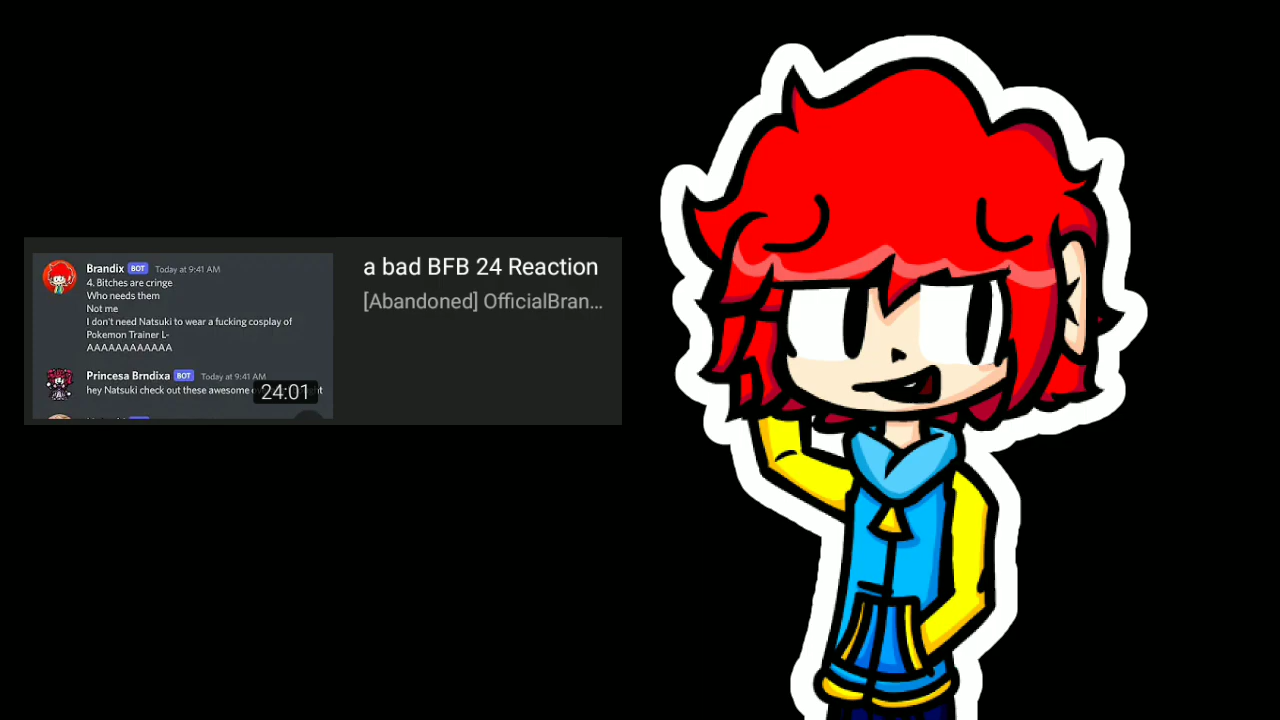 Brandix BOT Today at 9:41 AM
4. Bitches are cringe
Who needs them
Not me
I don't need Natsuki to wear a fucking cosplay of
Pokemon Trainer L-
AAAAAAAAAAAA
Princesa Brndixa BOT Today at 9:41 AM
hey Natsuki check out these awesome
24:01
a bad BFB 24 Reaction
[Abandoned] OfficialBran...